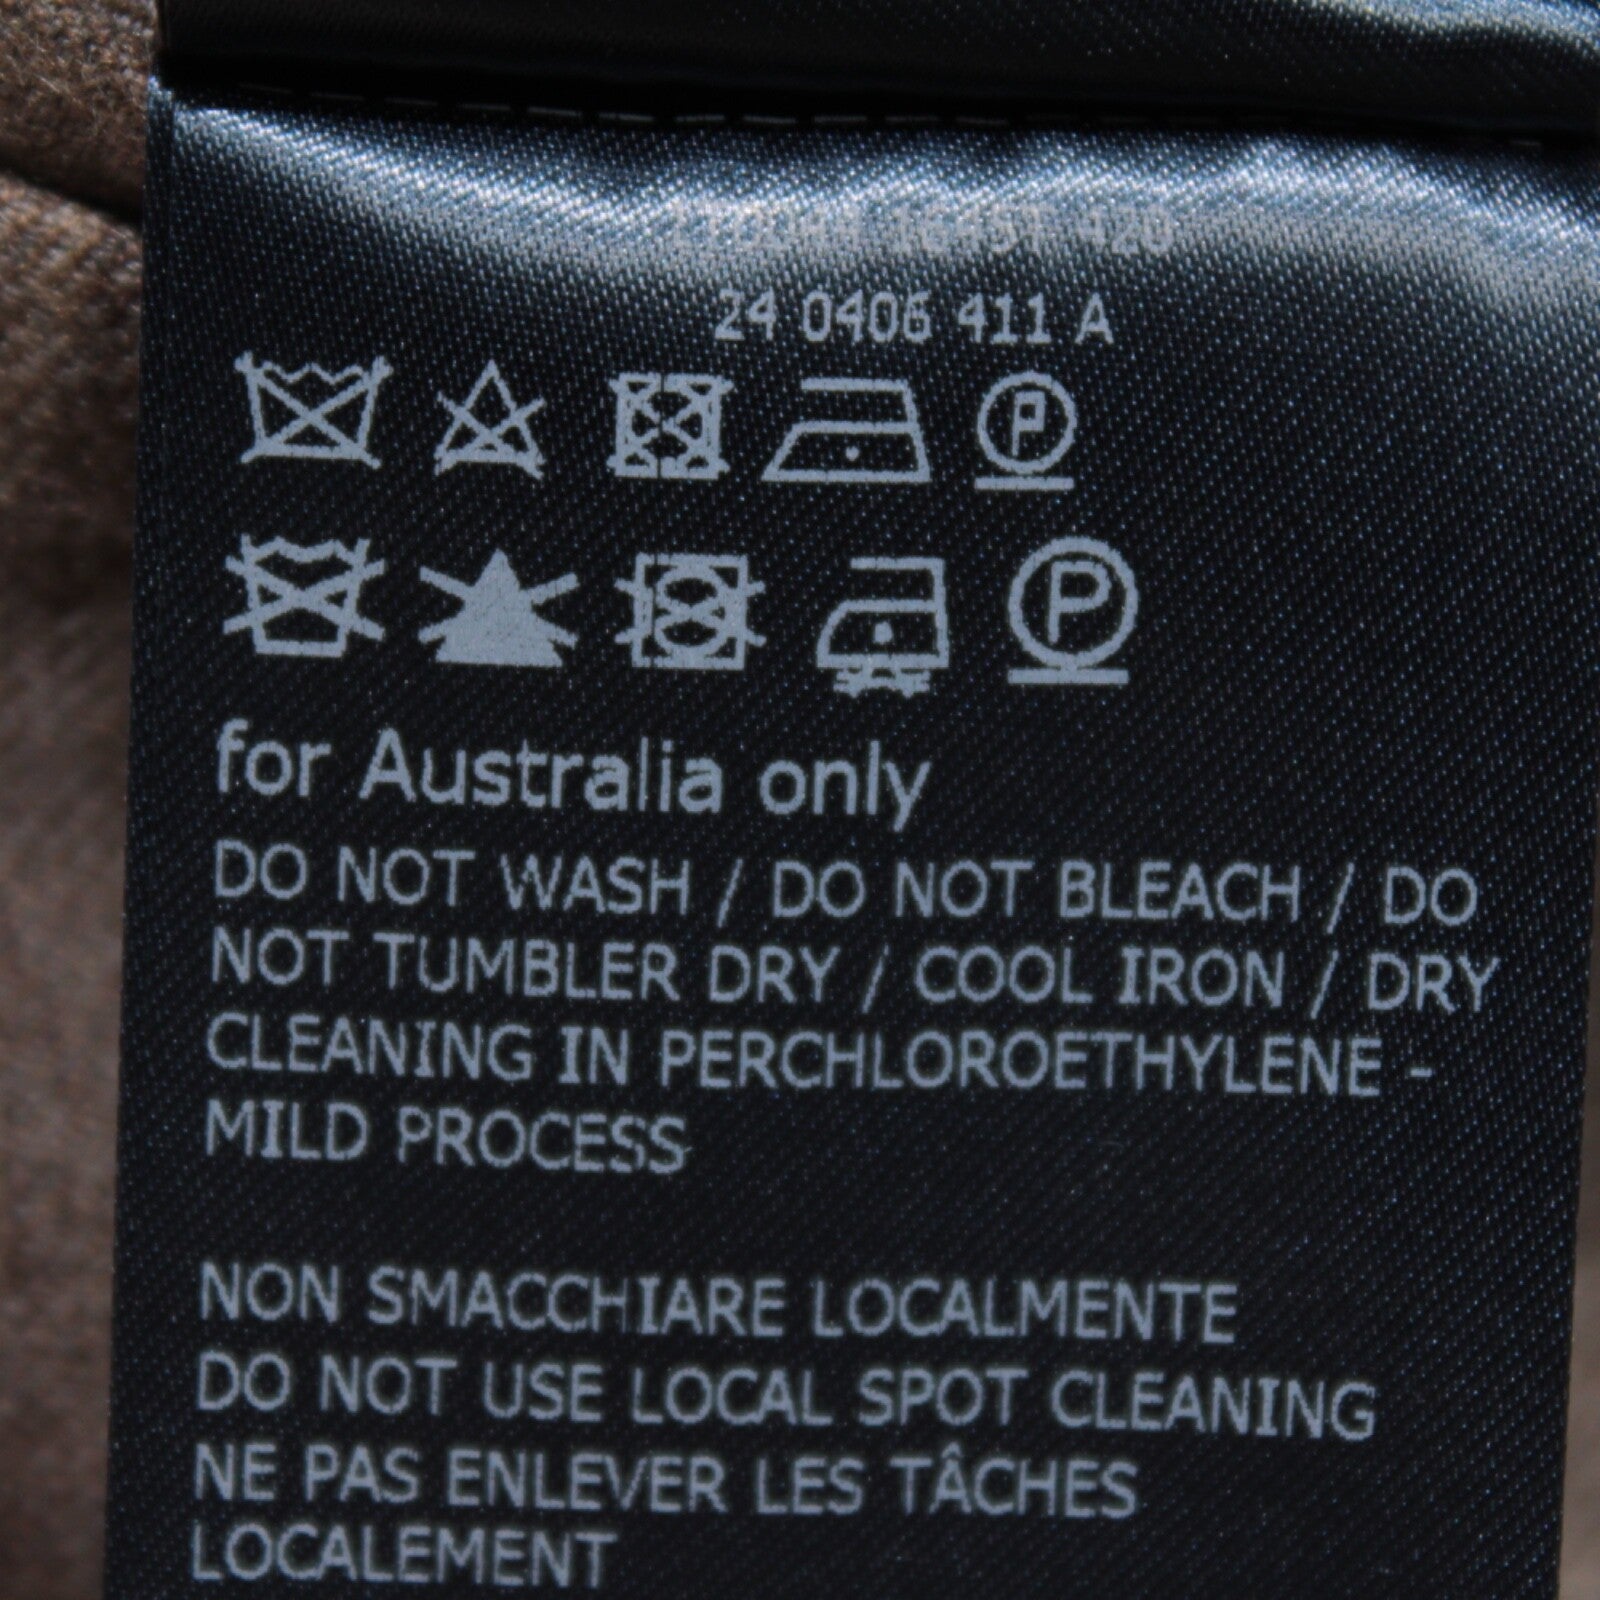 24 0406 411 A
P
P
for Australia only
DO NOT WASH / DO NOT BLEACH / DO
NOT TUMBLER DRY / COOL IRON / DRY
CLEANING IN PERCHLOROETHYLENE -
MILD PROCESS
NON SMACCHIARE LOCALMENTE
DO NOT USE LOCAL SPOT CLEANING
NE PAS ENLEVER LES TÂCHES
LOCALEMENT